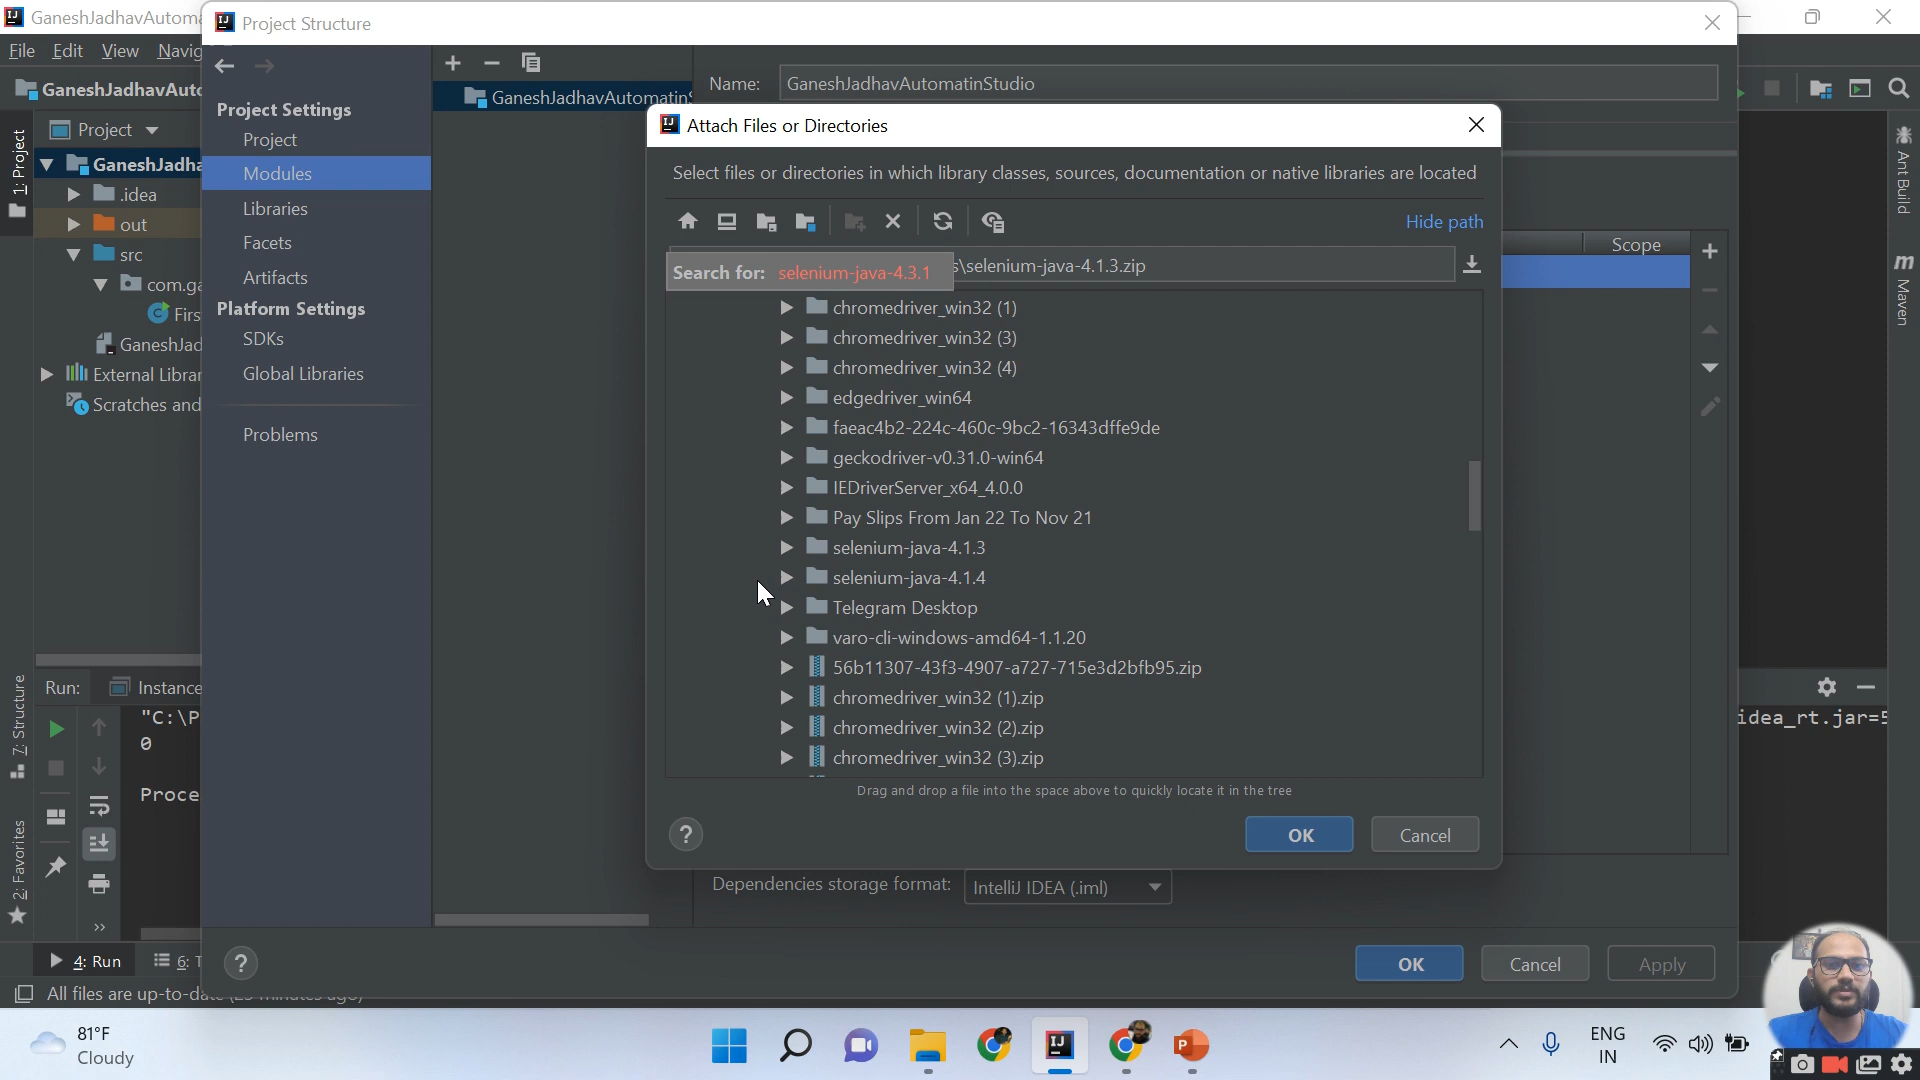 GaneshJadhavAutoma
Project Structure
File Edit View Navig
GaneshJadhavAuto
Name: GaneshJadhavAutomatinStudio
GaneshJadhavAutomatinS
Project Settings
Project
Modules
Libraries
Facets
Artifacts
Platform Settings
SDKs
Global Libraries
Problems
1: Project
Project
GaneshJadha
.idea
out
src
com.ga
Firs
GaneshJad
External Librar
Scratches and
Attach Files or Directories
Select files or directories in which library classes, sources, documentation or native libraries are located
Hide path
Search for: selenium-java-4.3.1
s\selenium-java-4.1.3.zip
chromedriver_win32 (1)
chromedriver_win32 (3)
chromedriver_win32 (4)
edgedriver_win64
faeac4b2-224c-460c-9bc2-16343dffe9de
geckodriver-v0.31.0-win64
IEDriverServer_x64_4.0.0
Pay Slips From Jan 22 To Nov 21
selenium-java-4.1.3
selenium-java-4.1.4
Telegram Desktop
varo-cli-windows-amd64-1.1.20
56b11307-43f3-4907-a727-715e3d2bfb95.zip
chromedriver_win32 (1).zip
chromedriver_win32 (2).zip
chromedriver_win32 (3).zip
Drag and drop a file into the space above to quickly locate it in the tree
? OK Cancel
Scope
Ant Build
m Maven
Dependencies storage format: IntelliJ IDEA (.iml)
? OK Cancel Apply
7: Structure
2: Favorites
Run: Instance
"C:\P
idea_rt.jar=5
0
Proce
4: Run
6: T
All files are up-to-date
81°F
Cloudy
ENG
IN